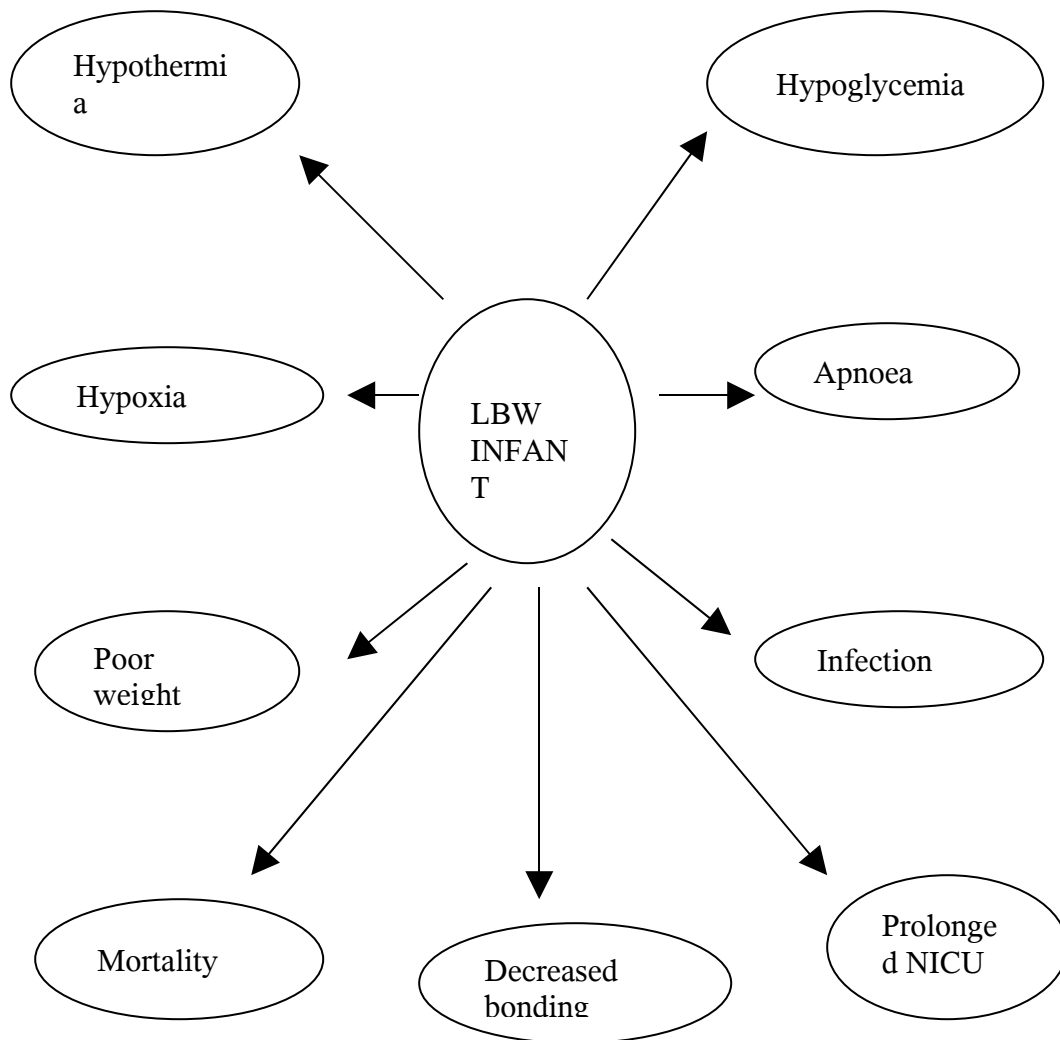 Hypothermi
a
Hypoglycemia
Hypoxia
LBW
INFAN
T
Apnoea
Poor
weight
Infection
Mortality
Decreased
bonding
Prolonge
d NICU